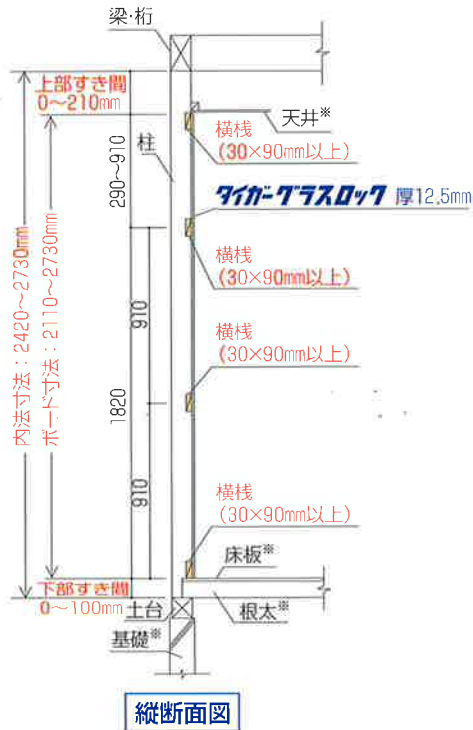 梁・桁
上部すき間
0〜210mm
天井※
横桟
(30×90mm以上)
柱
290〜910
タイガーグラスロック 厚12.5mm
横桟
(30×90mm以上)
内法寸法：2420〜2730mm
ボード寸法：2110〜2730mm
910
横桟
(30×90mm以上)
1820
910
横桟
(30×90mm以上)
床板※
下部すき間
0〜100mm
土台
根太※
基礎※
縦断面図